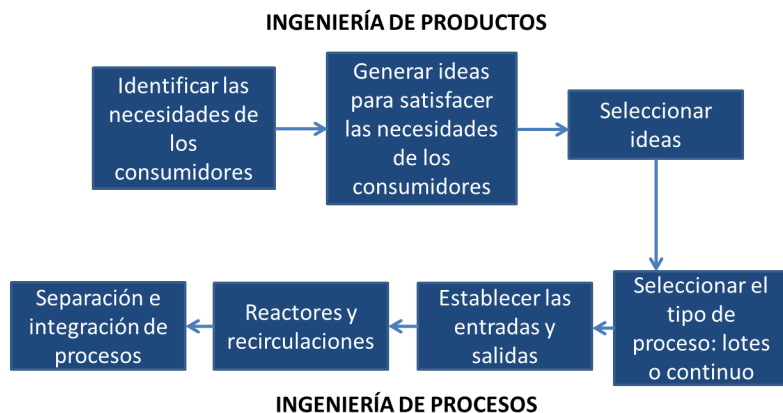 INGENIERÍA DE PRODUCTOS
Identificar las
necesidades de
los
consumidores
Generar ideas
para satisfacer
las necesidades
de los
consumidores
Seleccionar
ideas
Seleccionar el
tipo de
proceso: lotes
o continuo
Establecer las
entradas y
salidas
Reactores y
recirculaciones
Separación e
integración de
procesos
INGENIERÍA DE PROCESOS